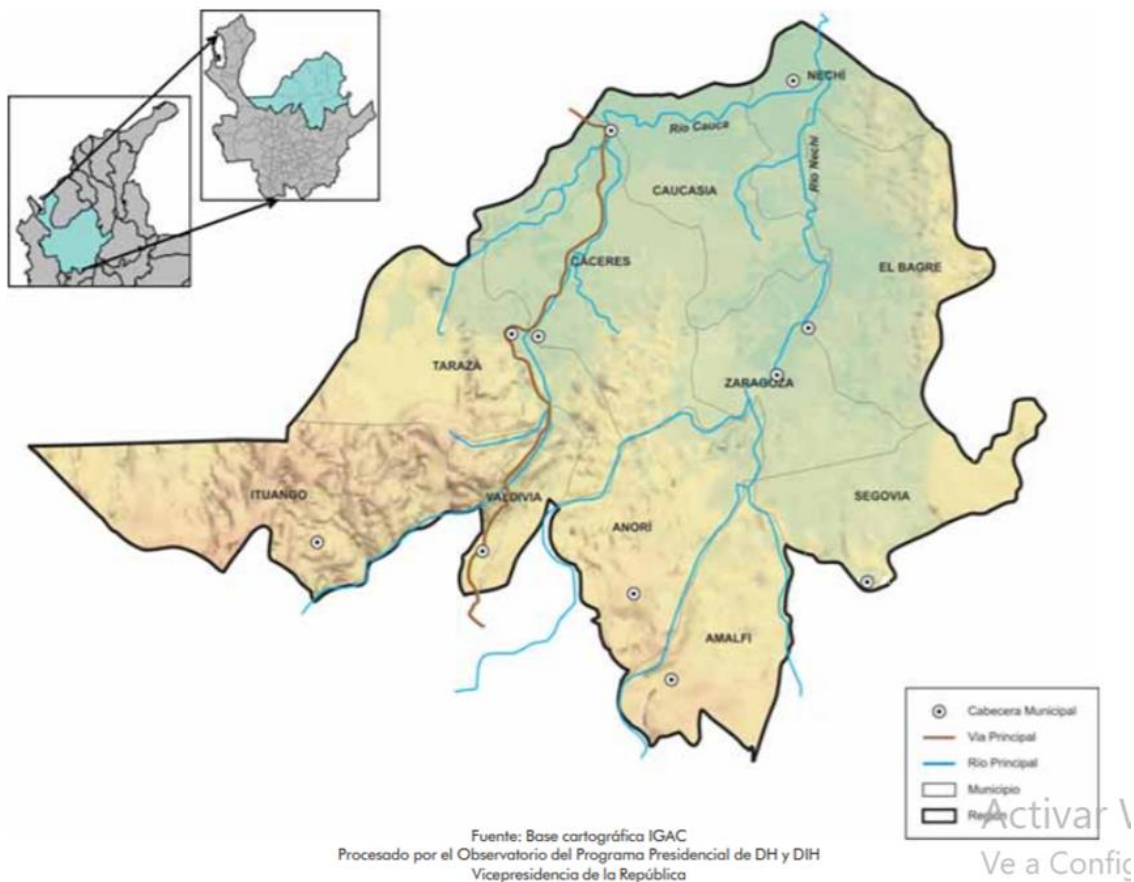 NECHÍ
Río Cauca
Río Nechí
CAUCASIA
CÁCERES
EL BAGRE
TARAZA
ZARAGOZA
ITUANGO
VALDIVIA
SEGOVIA
ANORÍ
AMALFI
Cabecera Municipal
Via Principal
Río Principal
Municipio
Región
Activar
Ve a Config
Fuente: Base cartográfica IGAC
Procesado por el Observatorio del Programa Presidencial de DH y DIH
Vicepresidencia de la República